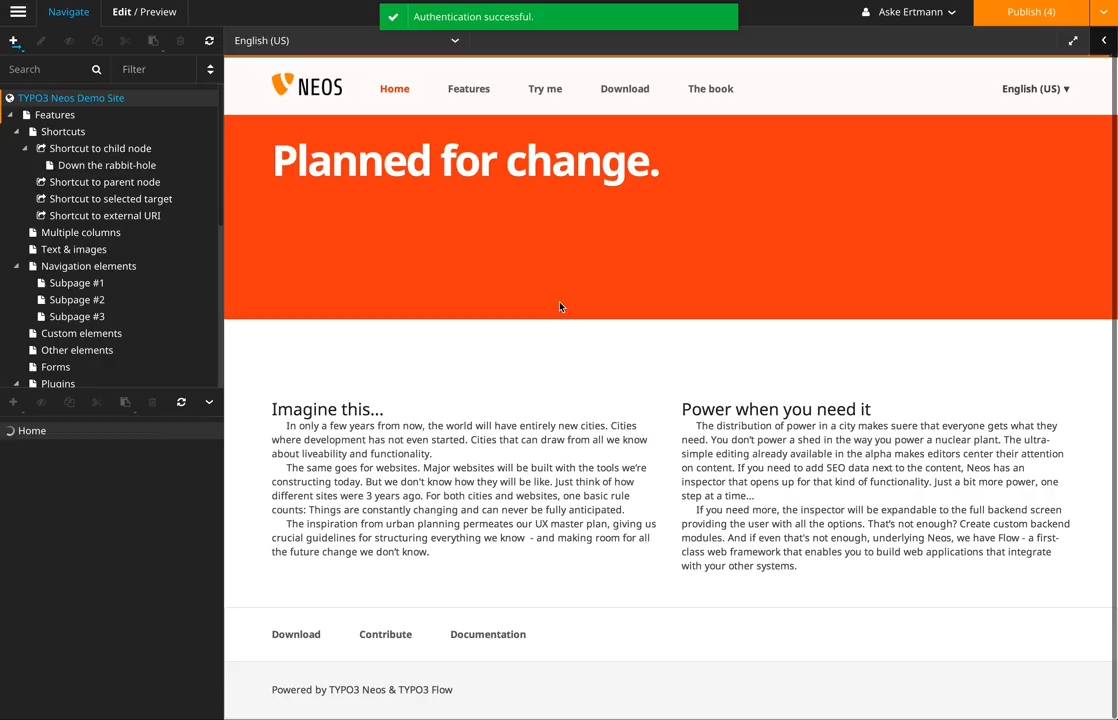 Navigate
Edit / Preview
Authentication successful.
Aske Ertmann
Publish (4)
English (US)
Search
Filter
TYPO3 Neos Demo Site
Features
Shortcuts
Shortcut to child node
Down the rabbit-hole
Shortcut to parent node
Shortcut to selected target
Shortcut to external URI
Multiple columns
Text & images
Navigation elements
Subpage #1
Subpage #2
Subpage #3
Custom elements
Other elements
Forms
Plugins
Home
NEOS
Home
Features
Try me
Download
The book
English (US) ▾
Planned for change.
Imagine this...
In only a few years from now, the world will have entirely new cities. Cities
where development has not even started. Cities that can draw from all we know
about liveability and functionality.
The same goes for websites. Major websites will be built with the tools we’re
constructing today. But we don't know how they will be like. Just think of how
different sites were 3 years ago. For both cities and websites, one basic rule
counts: Things are constantly changing and can never be fully anticipated.
The inspiration from urban planning permeates our UX master plan, giving us
crucial guidelines for structuring everything we know - and making room for all
the future change we don’t know.
Power when you need it
The distribution of power in a city makes suere that everyone gets what they
need. You don’t power a shed in the way you power a nuclear plant. The ultra-
simple editing already available in the alpha makes editors center their attention
on content. If you need to add SEO data next to the content, Neos has an
inspector that opens up for that kind of functionality. Just a bit more power, one
step at a time...
If you need more, the inspector will be expandable to the full backend screen
providing the user with all the options. That’s not enough? Create custom backend
modules. And if even that's not enough, underlying Neos, we have Flow - a first-
class web framework that enables you to build web applications that integrate
with your other systems.
Download
Contribute
Documentation
Powered by TYPO3 Neos & TYPO3 Flow